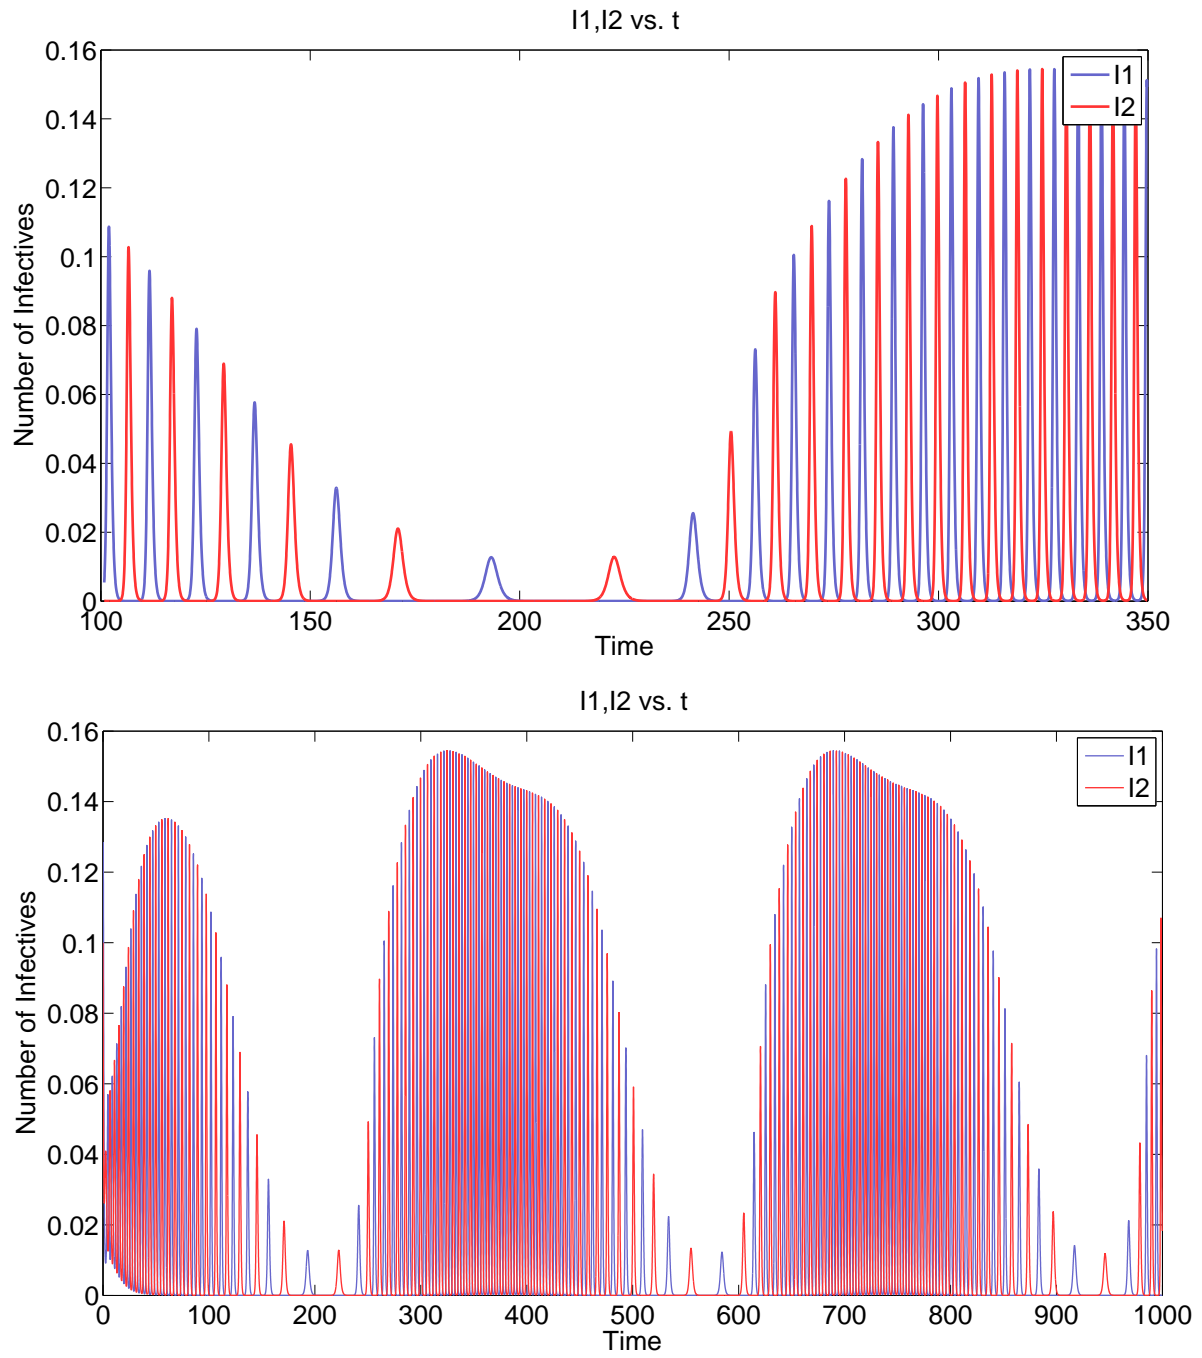 I1,I2 vs. t
0.16
0.14
0.12
0.1
0.08
0.06
0.04
0.02
0
Number of Infectives
I1
I2
100 150 200 250 300 350
Time
I1,I2 vs. t
0.16
0.14
0.12
0.1
0.08
0.06
0.04
0.02
0
Number of Infectives
I1
I2
0 100 200 300 400 500 600 700 800 900 1000
Time